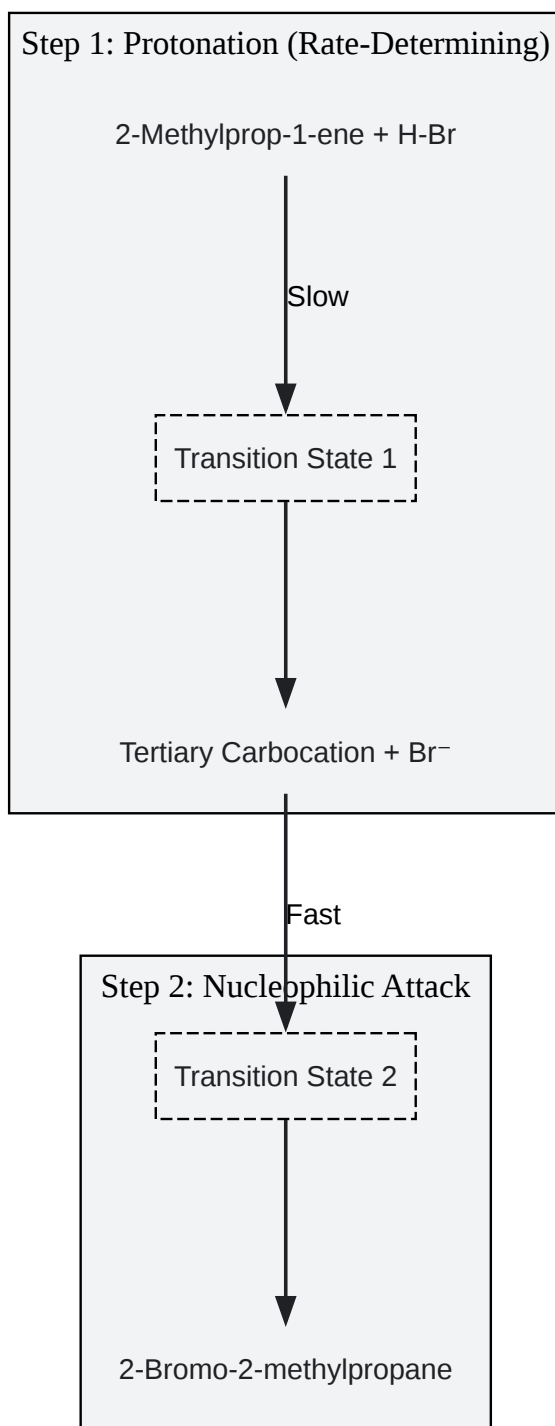 Step 1: Protonation (Rate-Determining)
2-Methylprop-1-ene + H-Br
Slow
Transition State 1
Tertiary Carbocation + Br⁻
Fast
Step 2: Nucleophilic Attack
Transition State 2
2-Bromo-2-methylpropane